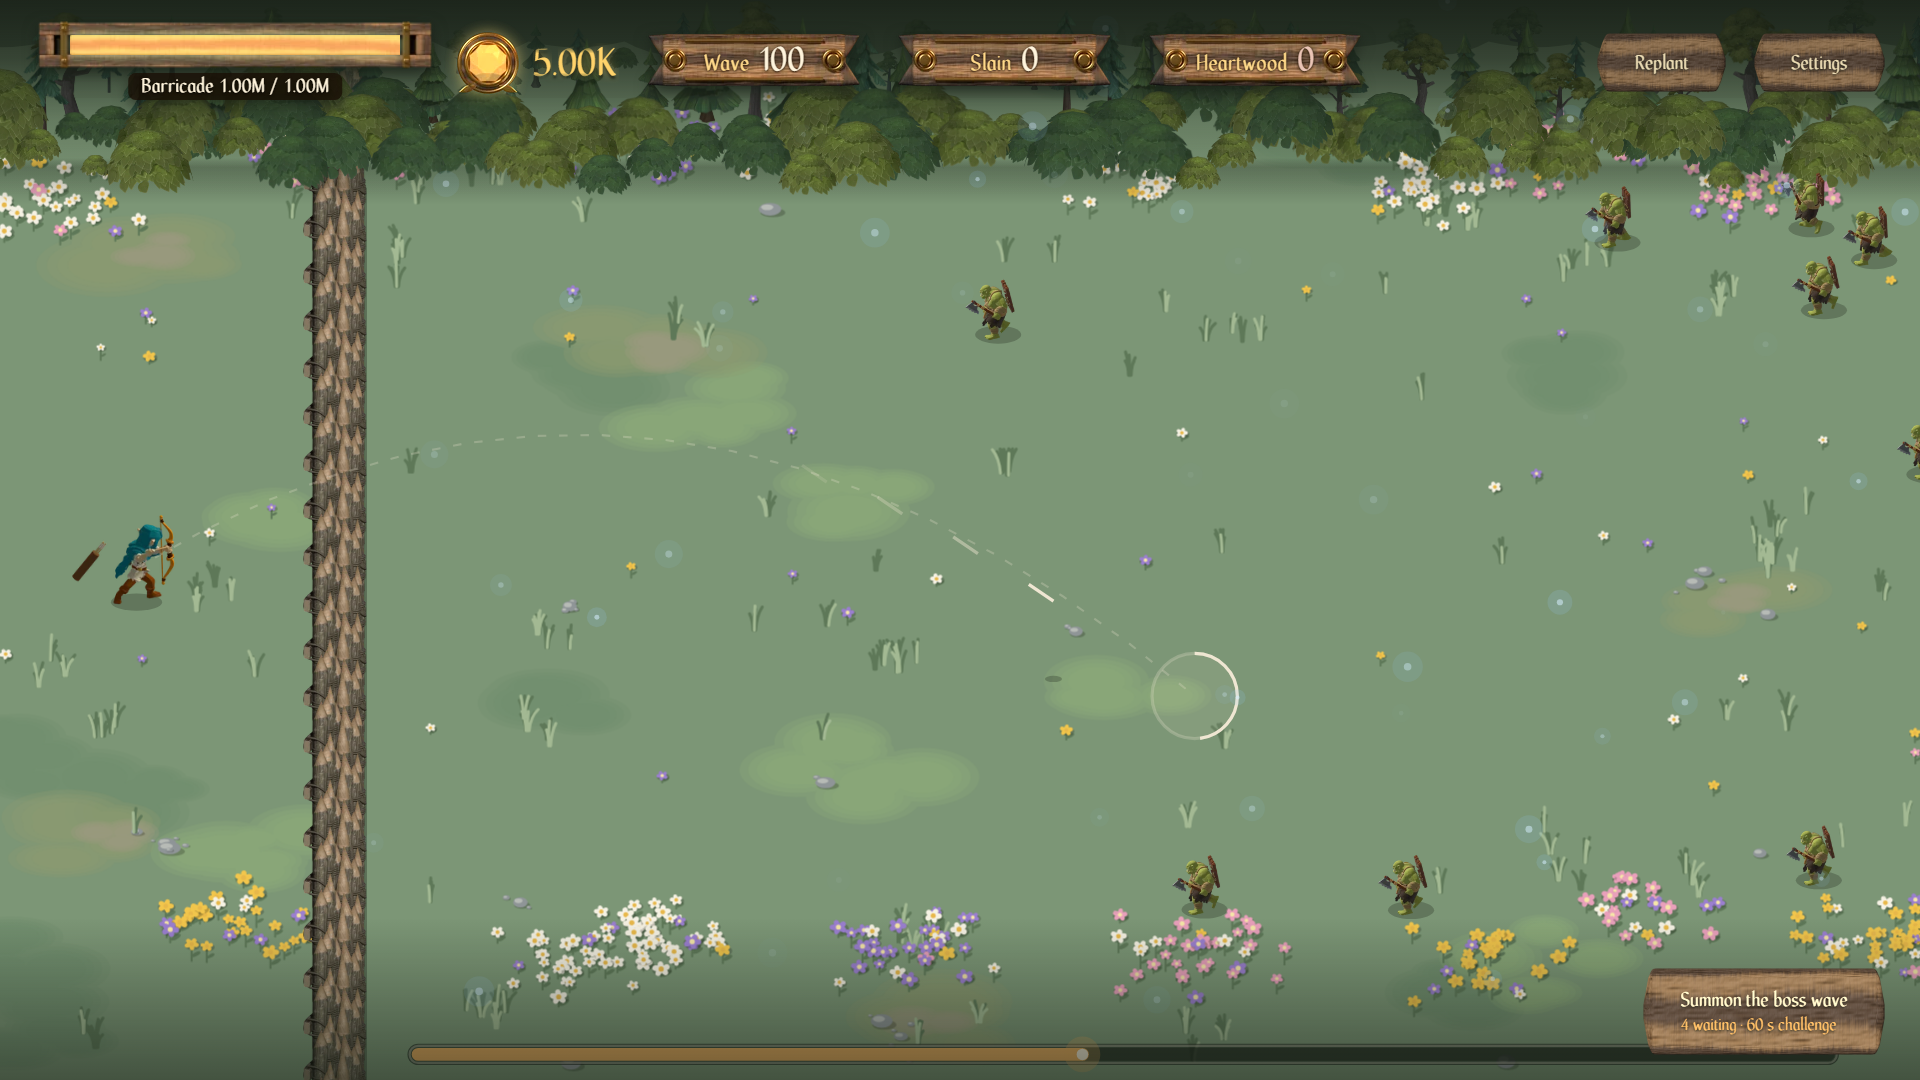 Barricade 1.00M / 1.00M
5.00K
Wave 100
Slain 0
Heartwood 0
Replant
Settings
Summon the boss wave
4 waiting · 60 s challenge